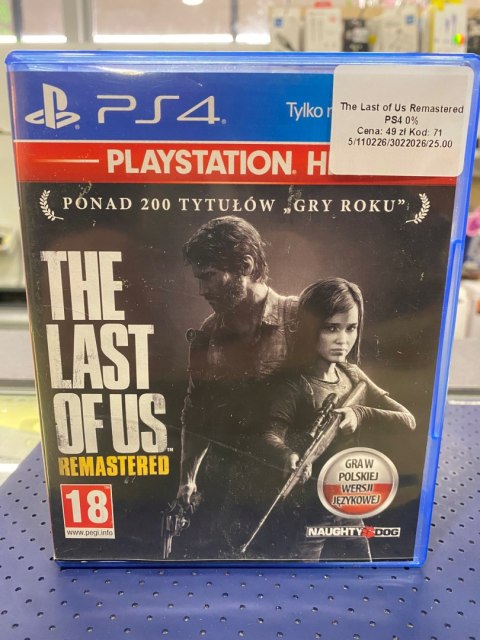 PS4
Tylko
The Last of Us Remastered
PS4 0%
Cena: 49 zł Kod: 71
5/110226/3022026/25.00
PLAYSTATION
PONAD 200 TYTUŁÓW „GRY ROKU”
THE
LAST
OF US
TM
REMASTERED
18
www.pegi.info
GRA W
POLSKIEJ
WERSJI
JĘZYKOWEJ
NAUGHTY DOG